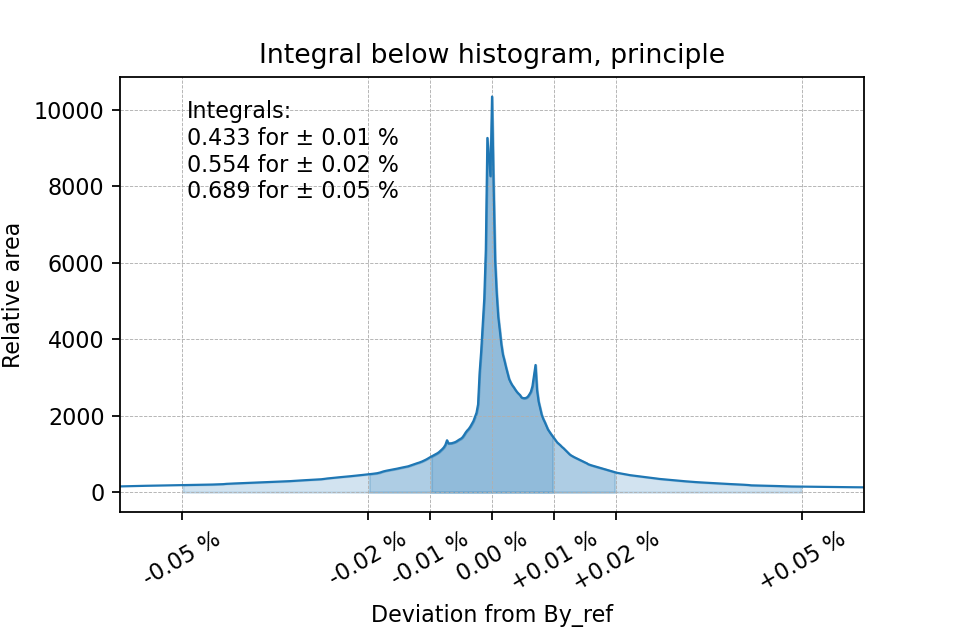 Integral below histogram, principle
Integrals:
0.433 for ± 0.01 %
0.554 for ± 0.02 %
0.689 for ± 0.05 %
Relative area
10000
8000
6000
4000
2000
0
-0.05 %
-0.02 %
-0.01 %
0.00 %
+0.01 %
+0.02 %
+0.05 %
Deviation from By_ref